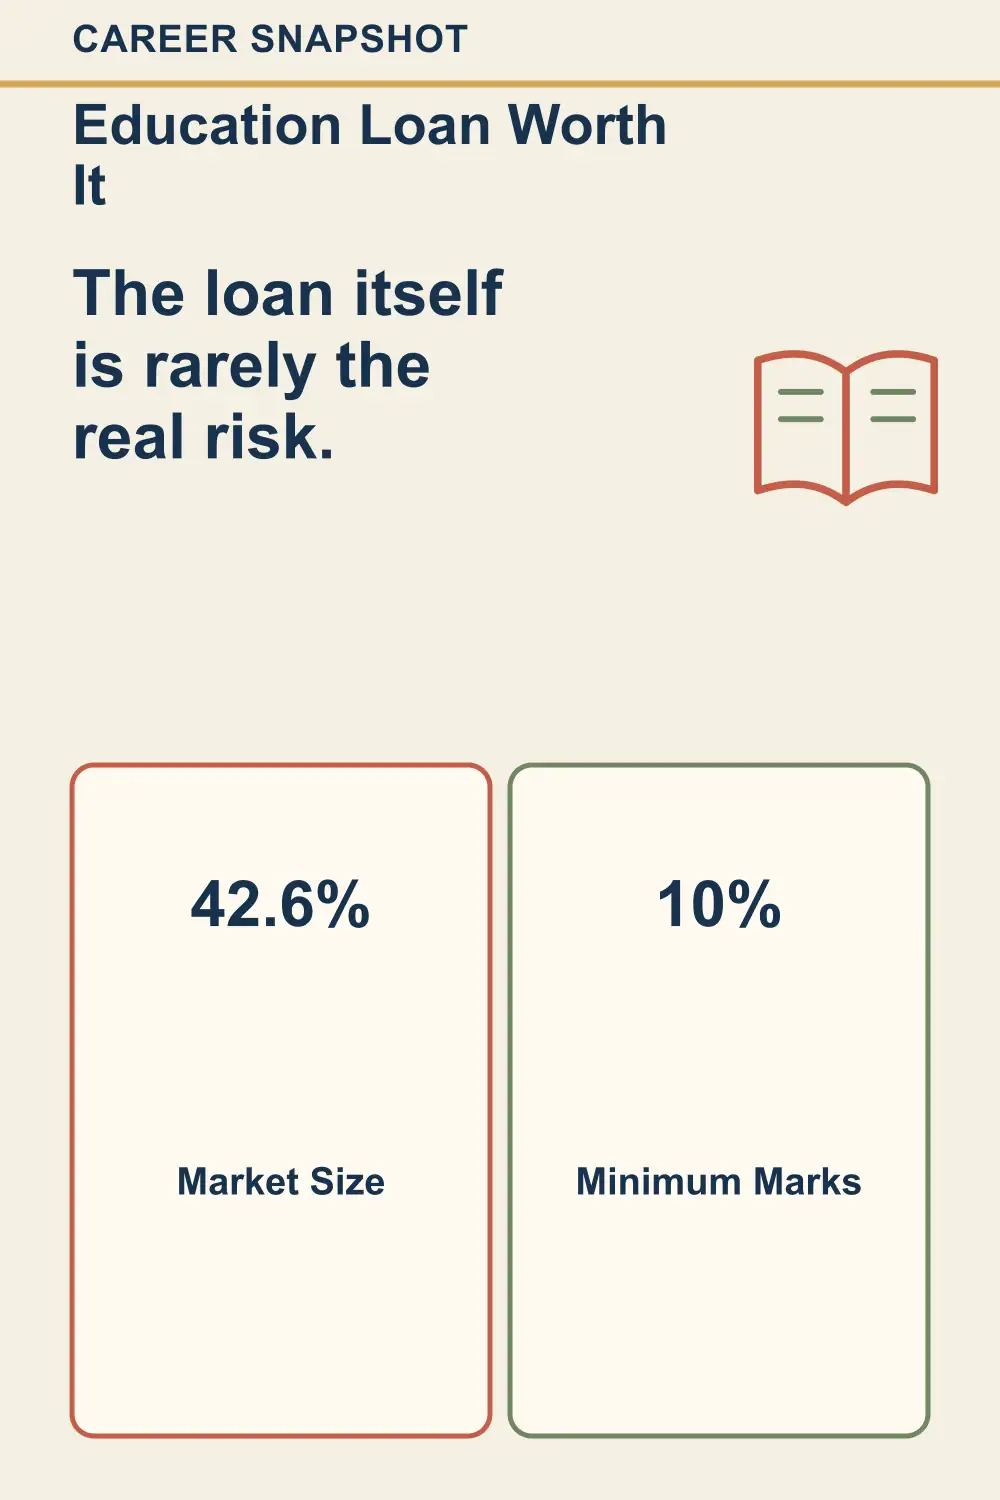 CAREER SNAPSHOT
Education Loan Worth
It
The loan itself
is rarely the
real risk.
42.6%
10%
Market Size
Minimum Marks